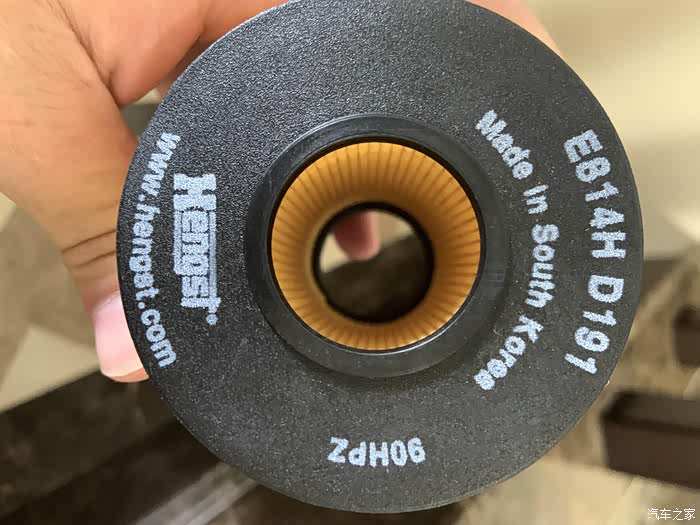 www.hengst.com
Hengst®
Made in South Korea
E814H D191
90HPZ
汽车之家